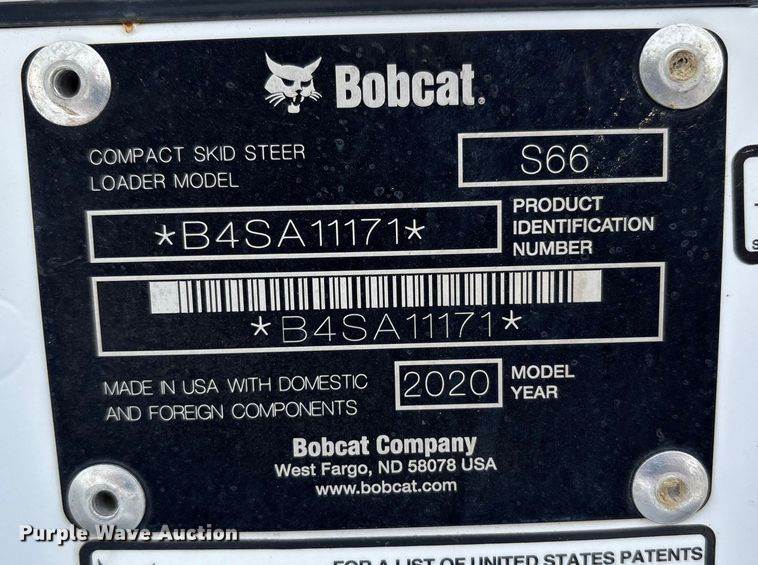 Bobcat®
COMPACT SKID STEER
LOADER MODEL
S66
*B4SA11171*
PRODUCT
IDENTIFICATION
NUMBER
*B4SA11171*
MADE IN USA WITH DOMESTIC
AND FOREIGN COMPONENTS
2020
MODEL
YEAR
Bobcat Company
West Fargo, ND 58078 USA
www.bobcat.com
Purple Wave Auction
FOR A LIST OF UNITED STATES PATENTS